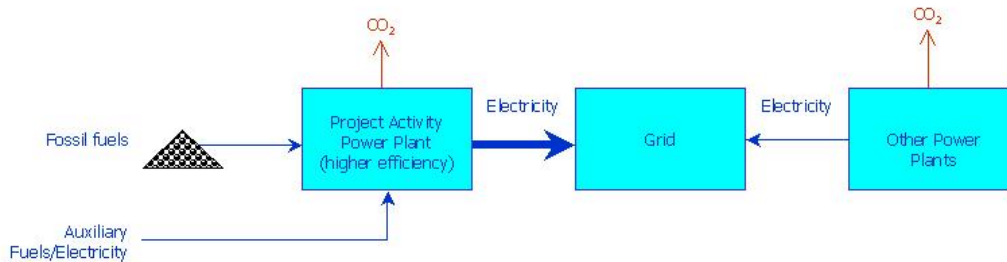 CO2
CO2
Electricity
Electricity
Fossil fuels
Project Activity
Power Plant
(higher efficiency)
Grid
Other Power
Plants
Auxiliary
Fuels/Electricity